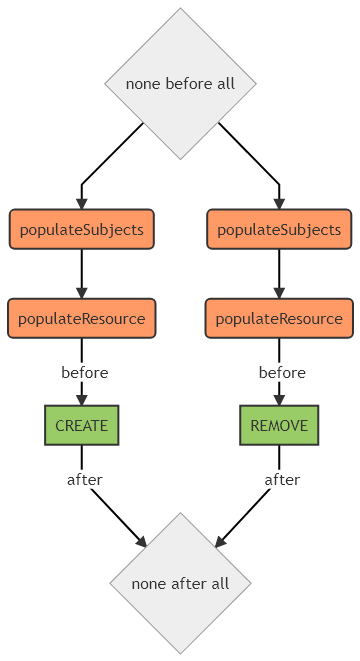 none before all
populateSubjects
populateSubjects
populateResource
populateResource
before
before
CREATE
REMOVE
after
after
none after all